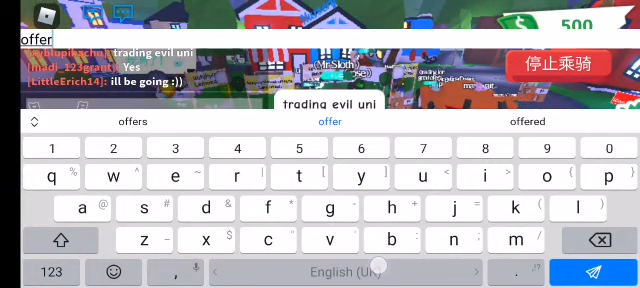 500
offer
trading evil uni
[madi_123grant]: Yes
[LittleErich14]: ill be going :))
(MrSloth)
停止乘骑
trading evil uni
offers offer offered
1 2 3 4 5 6 7 8 9 0
q % w ^ e ~ r | t [ y ] u < i > o { p }
a @ s # d & f * g - h + j = k ( l )
z _ x $ c " v ' b : n ; m /
123 , English (UK) . ,!?